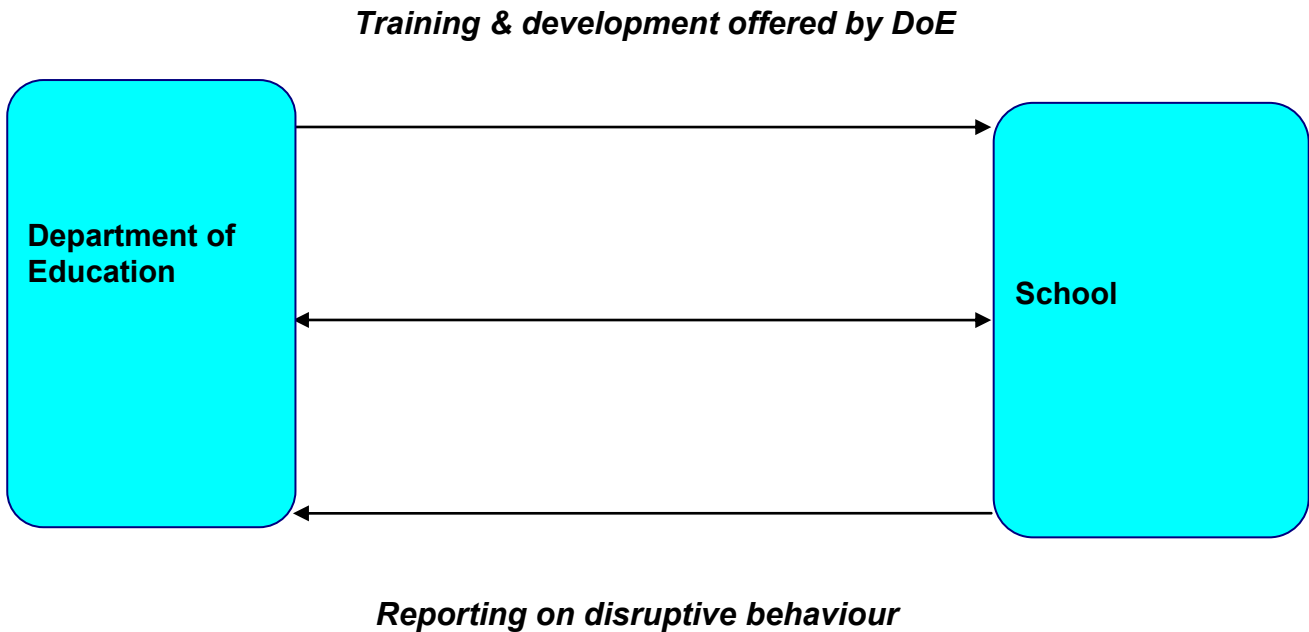 Training & development offered by DoE
Department of
Education
School
Reporting on disruptive behaviour